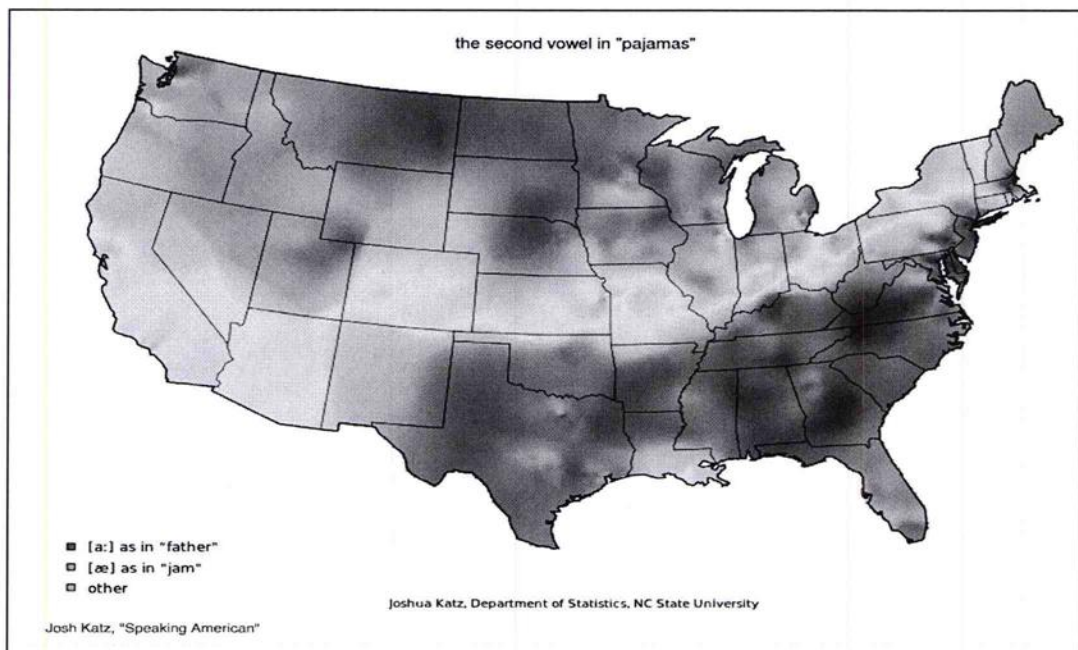 the second vowel in "pajamas"
[a:] as in "father"
[æ] as in "jam"
other
Joshua Katz, Department of Statistics, NC State University
Josh Katz, "Speaking American"